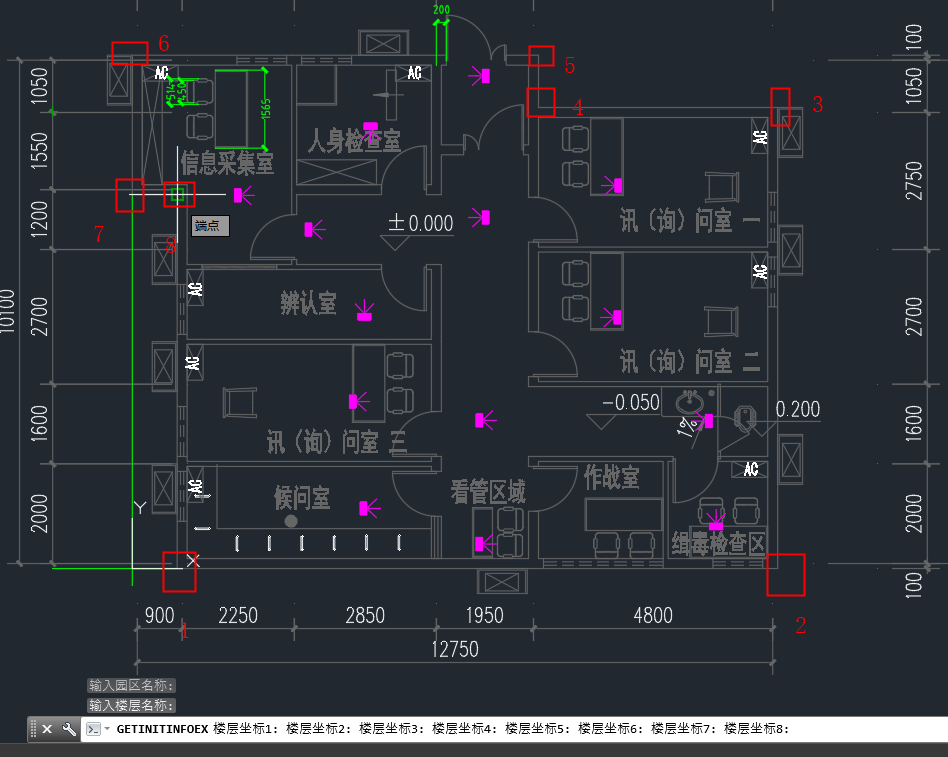 200
6
5
AC
AC
514
450
1565
人身检查室
4
3
AC
信息采集室
端点
7
8
±0.000
讯（询）问室 一
AC
AC
辨认室
讯（询）问室 二
AC
-0.050
0.200
1%
讯（询）问室 三
AC
候问室
看管区域
作战室
AC
缉毒检查区
Y
X
1
2
1050
1550
1200
2700
1600
2000
10100
100
1050
2750
2700
1600
2000
100
900
2250
2850
1950
4800
12750
输入园区名称:
输入楼层名称:
GETINITINFOEX 楼层坐标1: 楼层坐标2: 楼层坐标3: 楼层坐标4: 楼层坐标5: 楼层坐标6: 楼层坐标7: 楼层坐标8: